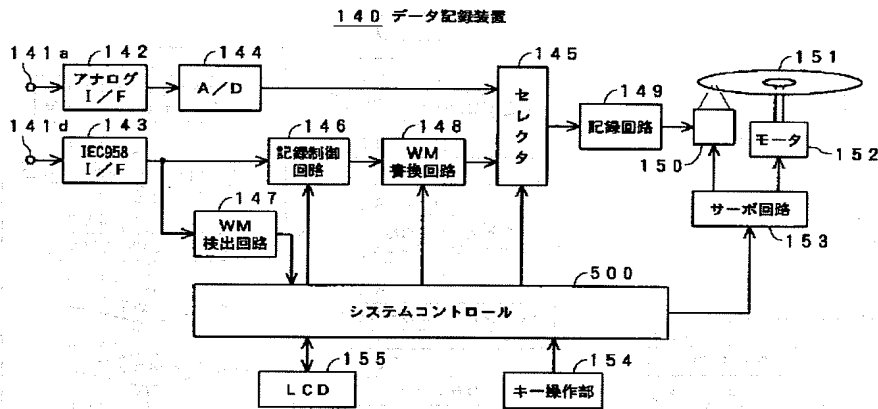 140 データ記録装置
141a
142
アナログ
I/F
144
A/D
145
セレクタ
149
記録回路
151
150
モータ
152
141d
143
IEC958
I/F
146
記録制御
回路
148
WM
書換回路
147
WM
検出回路
サーボ回路
153
500
システムコントロール
155
LCD
154
キー操作部